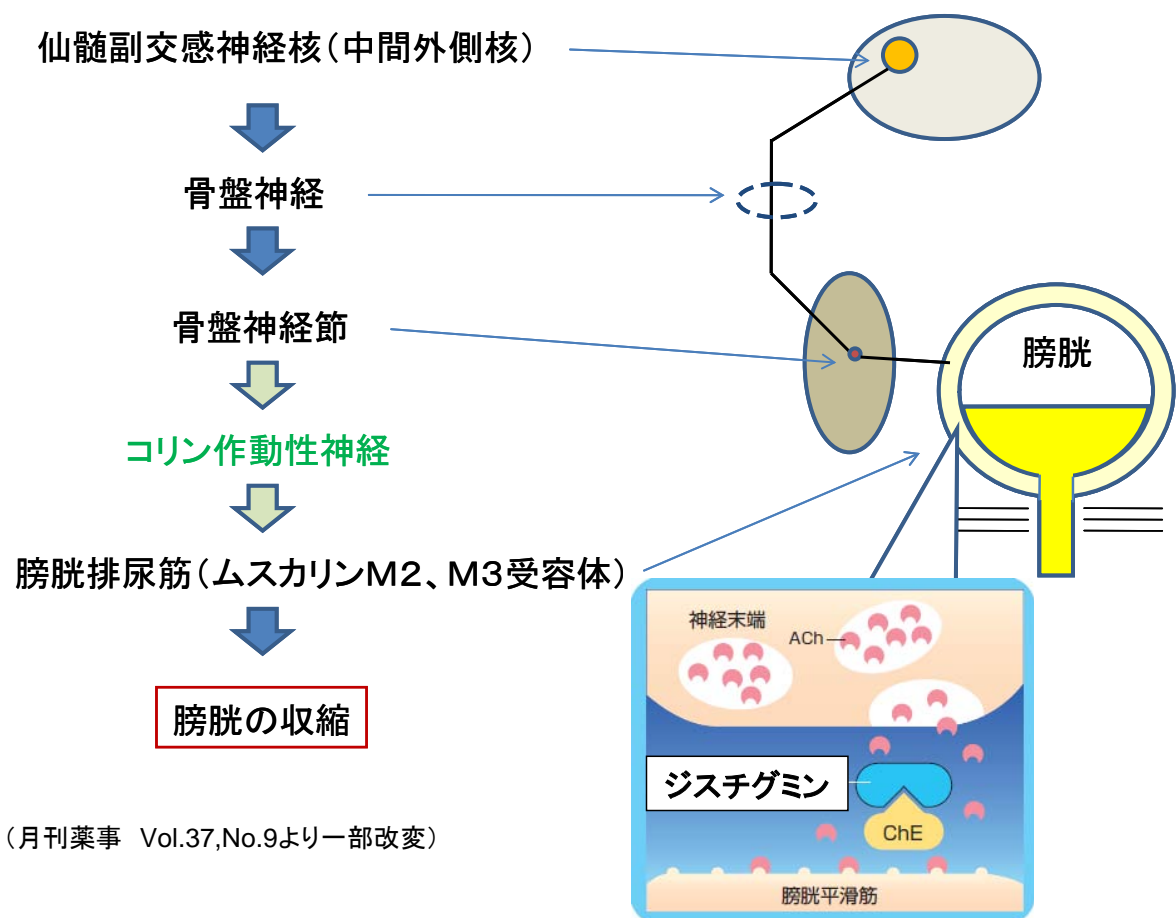 仙髄副交感神経核（中間外側核）
骨盤神経
骨盤神経節
コリン作動性神経
膀胱排尿筋（ムスカリンM2、M3受容体）
膀胱の収縮
（月刊薬事　Vol.37,No.9より一部改変）
膀胱
神経末端
ACh
ジスチグミン
ChE
膀胱平滑筋